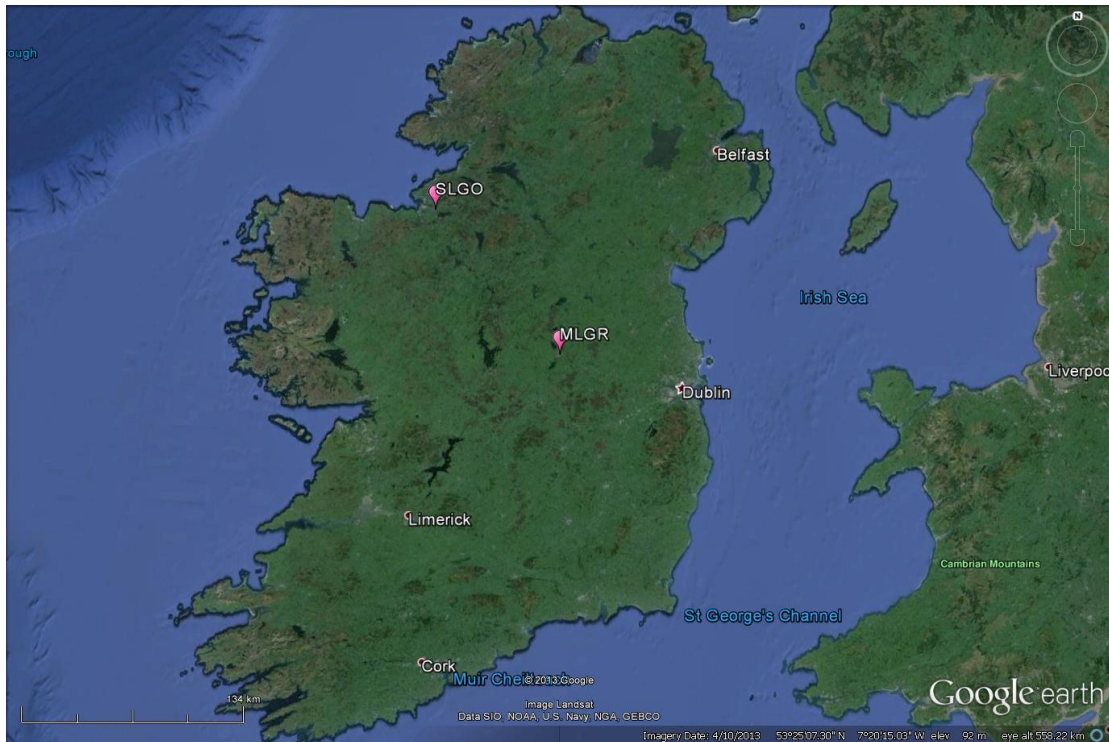 N
ough
Belfast
SLGO
Irish Sea
MLGR
Liverpoo
Dublin
Limerick
Cambrian Mountains
St George's Channel
Cork
Muir Cheilteach
© 2013 Google
134 km
Image Landsat
Data SIO, NOAA, U.S. Navy, NGA, GEBCO
Google earth
Imagery Date: 4/10/2013 53°25'07.30" N 7°20'15.03" W elev 92 m eye alt 558.22 km